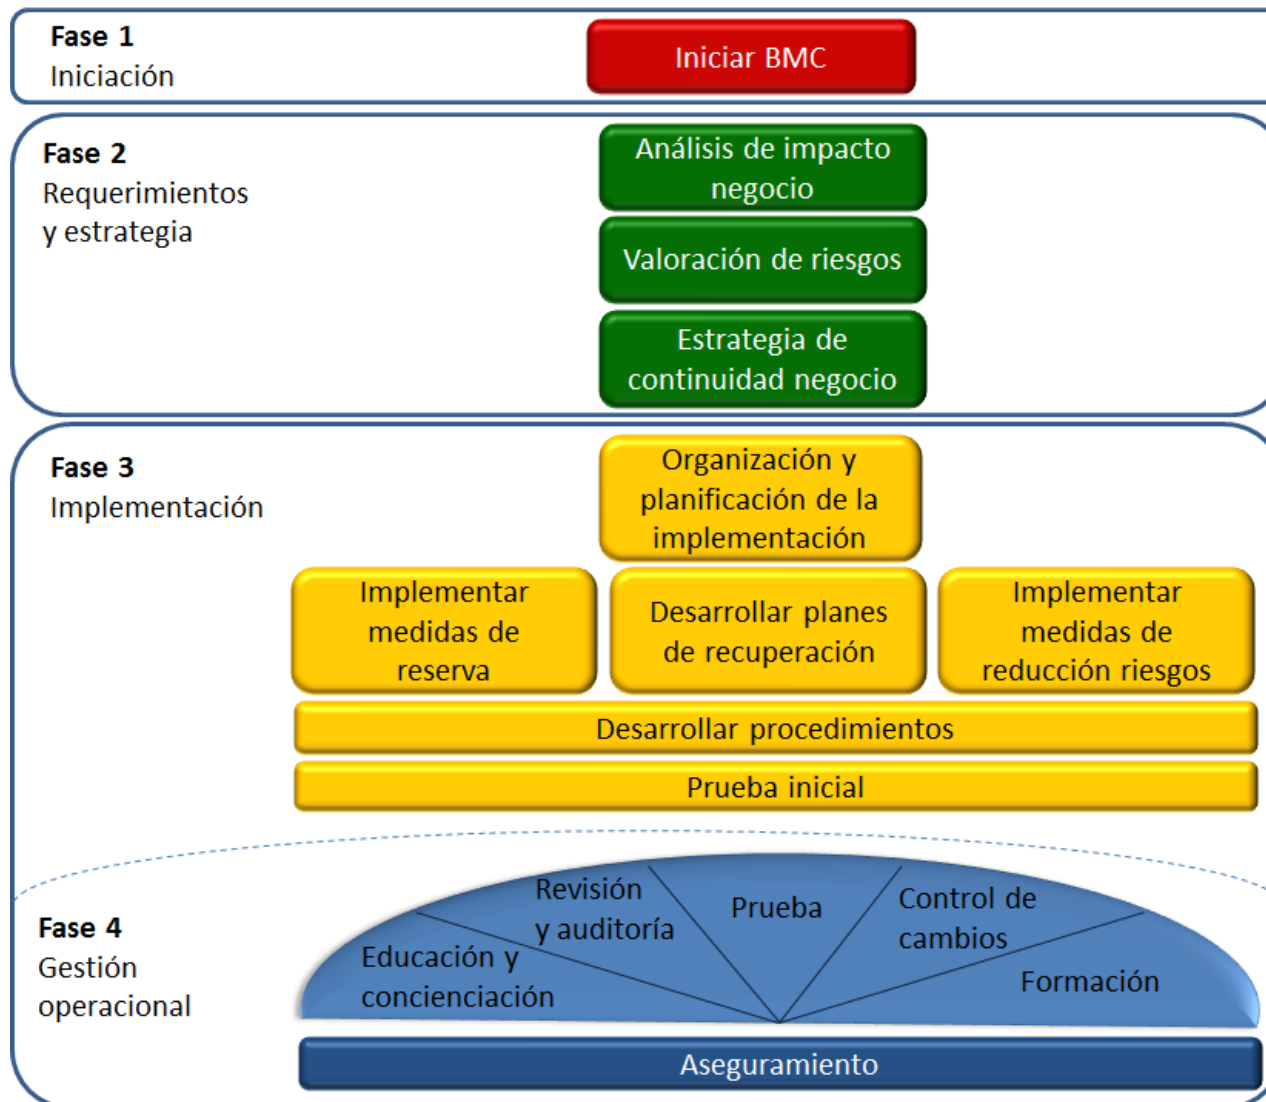 Fase 1
Iniciación
Iniciar BMC
Fase 2
Requerimientos
y estrategia
Análisis de impacto
negocio
Valoración de riesgos
Estrategia de
continuidad negocio
Fase 3
Implementación
Organización y
planificación de la
implementación
Implementar
medidas de
reserva
Desarrollar planes
de recuperación
Implementar
medidas de
reducción riesgos
Desarrollar procedimientos
Prueba inicial
Fase 4
Gestión
operacional
Educación y
concienciación
Revisión
y auditoría
Prueba
Control de
cambios
Formación
Aseguramiento